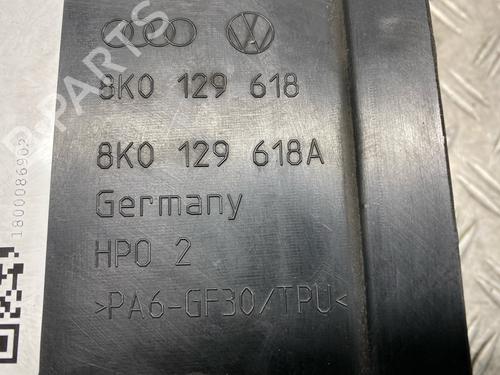 8K0 129 618
8K0 129 618A
Germany
HPO 2
>PA6-GF30/TPU<
1800086902
B-PARTS